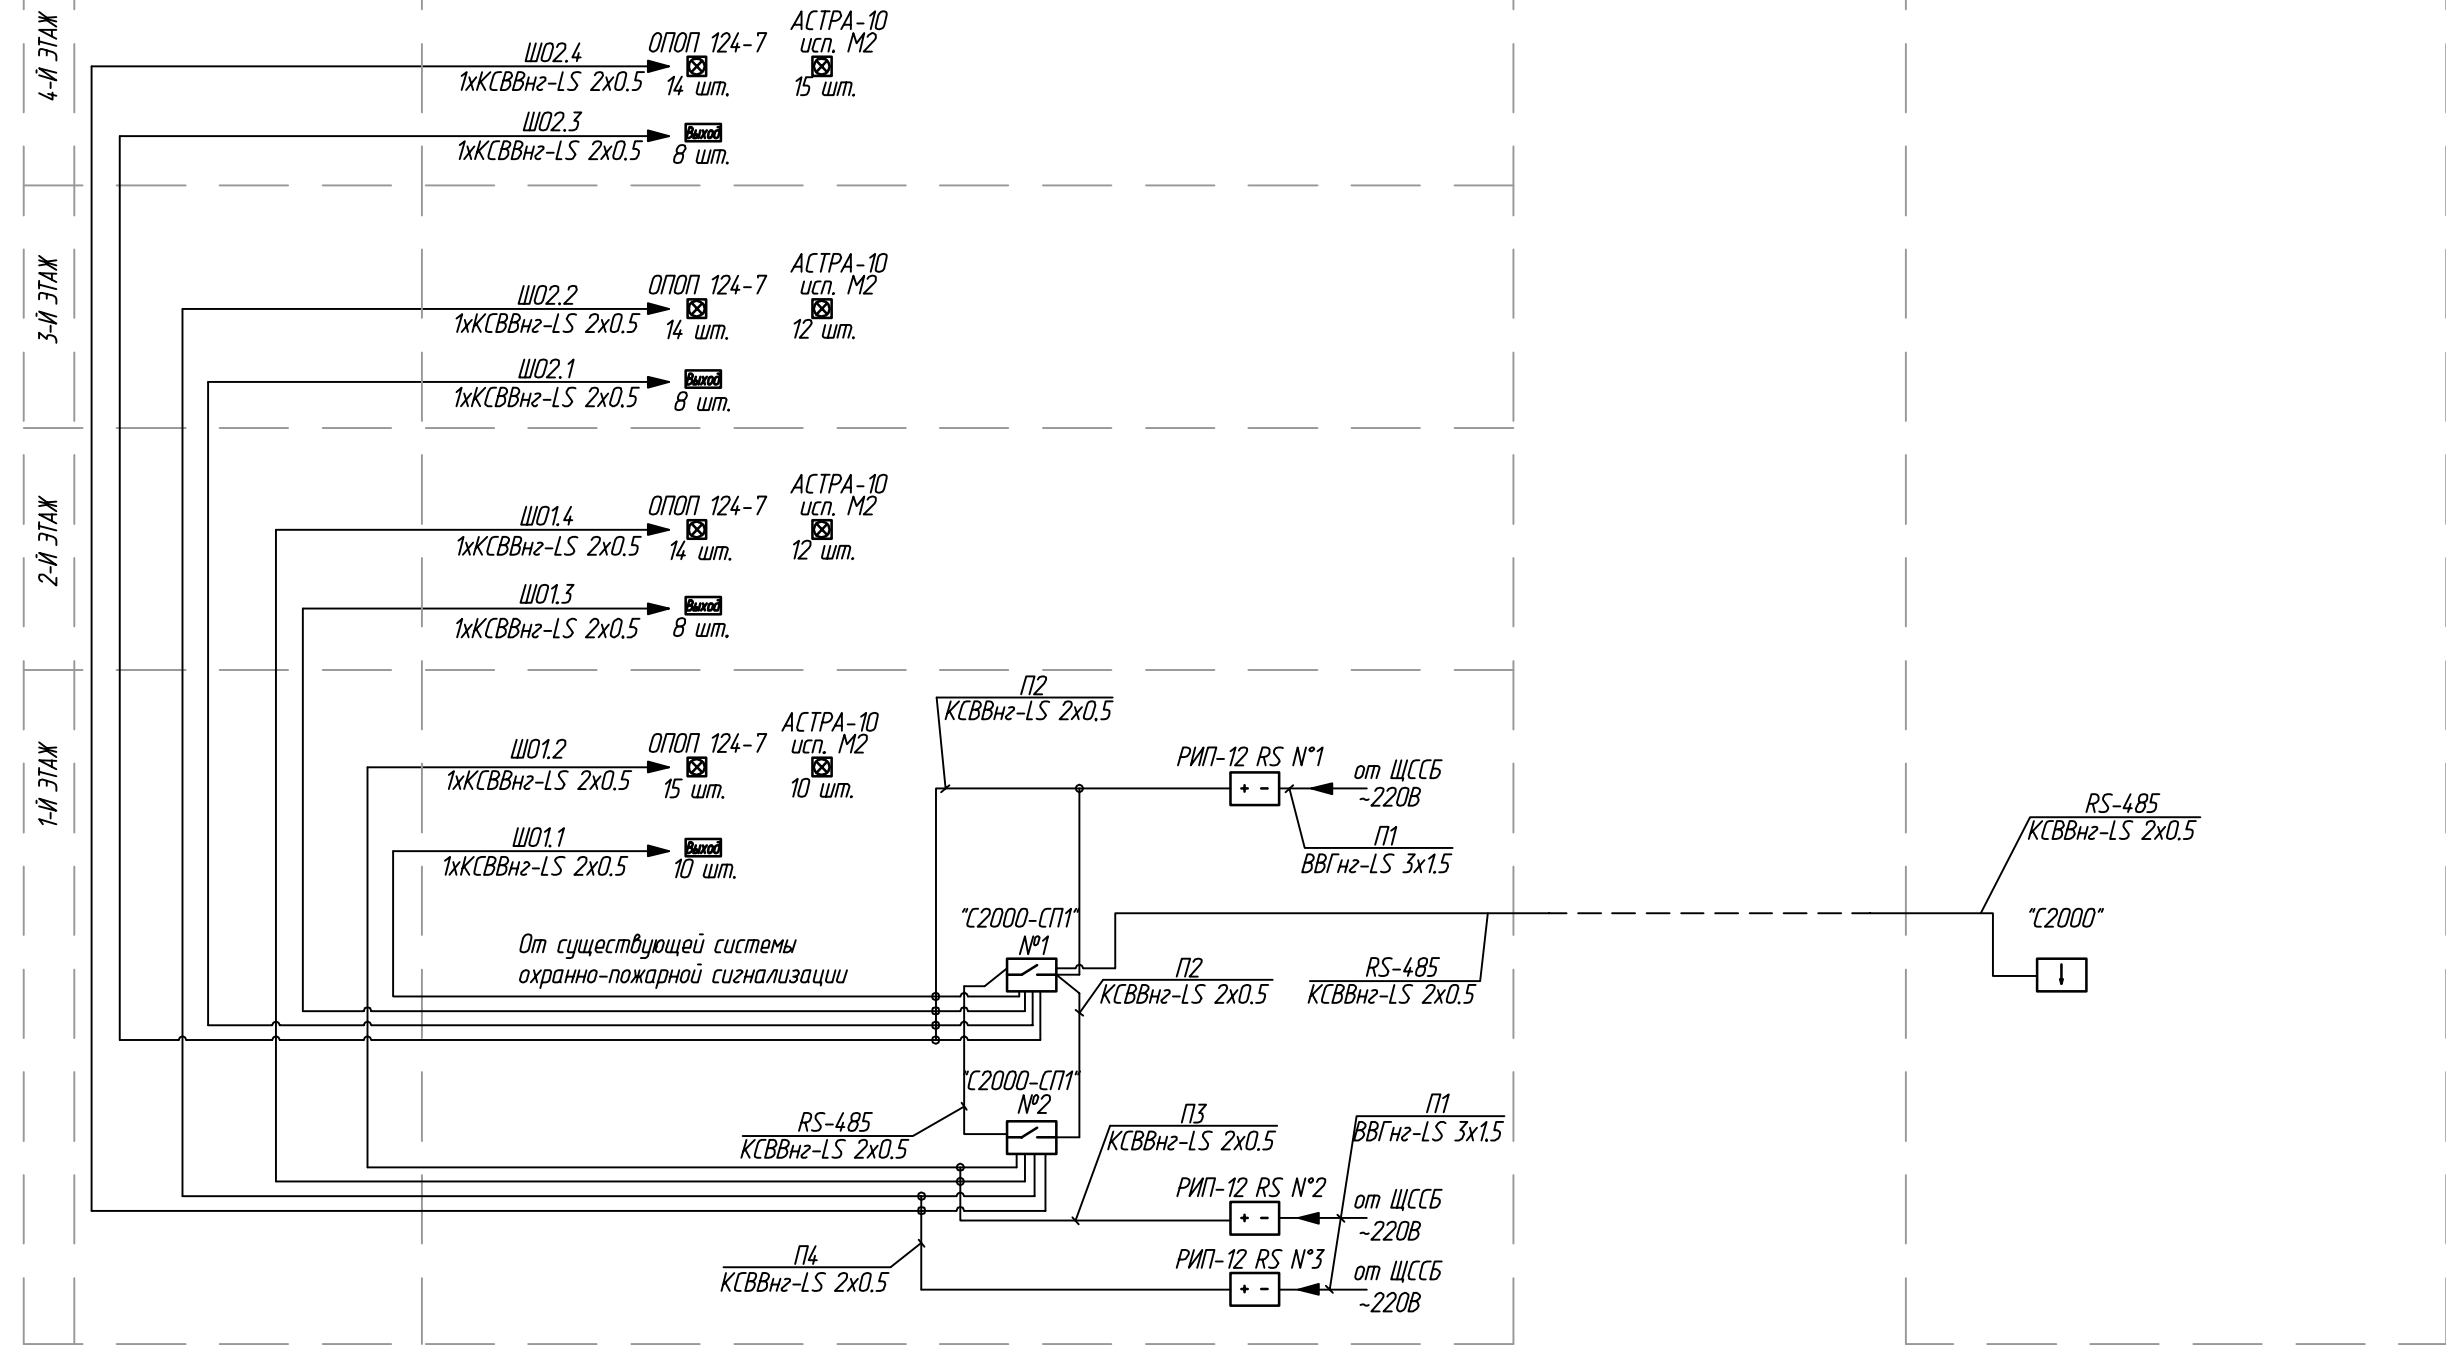 4-Й ЭТАЖ
ШО2.4
1хКСВВнг-LS 2х0.5
ОПОП 124-7
14 шт.
АСТРА-10
исп. М2
15 шт.
ШО2.3
1хКСВВнг-LS 2х0.5
Выход
8 шт.
3-Й ЭТАЖ
ШО2.2
1хКСВВнг-LS 2х0.5
ОПОП 124-7
14 шт.
АСТРА-10
исп. М2
12 шт.
ШО2.1
1хКСВВнг-LS 2х0.5
Выход
8 шт.
2-Й ЭТАЖ
ШО1.4
1хКСВВнг-LS 2х0.5
ОПОП 124-7
14 шт.
АСТРА-10
исп. М2
12 шт.
ШО1.3
1хКСВВнг-LS 2х0.5
Выход
8 шт.
1-Й ЭТАЖ
ШО1.2
1хКСВВнг-LS 2х0.5
ОПОП 124-7
15 шт.
АСТРА-10
исп. М2
10 шт.
ШО1.1
1хКСВВнг-LS 2х0.5
Выход
10 шт.
П2
КСВВнг-LS 2х0.5
РИП-12 RS N°1
+ -
от ЩССБ
~220В
П1
ВВГнг-LS 3х1.5
RS-485
КСВВнг-LS 2х0.5
"С2000"
От существующей системы
охранно-пожарной сигнализации
"С2000-СП1"
№1
П2
КСВВнг-LS 2х0.5
RS-485
КСВВнг-LS 2х0.5
"С2000-СП1"
№2
RS-485
КСВВнг-LS 2х0.5
П3
КСВВнг-LS 2х0.5
П1
ВВГнг-LS 3х1.5
РИП-12 RS N°2
+ -
от ЩССБ
~220В
П4
КСВВнг-LS 2х0.5
РИП-12 RS N°3
+ -
от ЩССБ
~220В